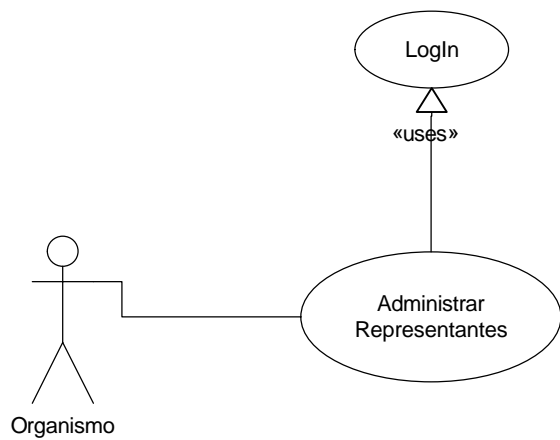 LogIn
«uses»
Administrar
Representantes
Organismo